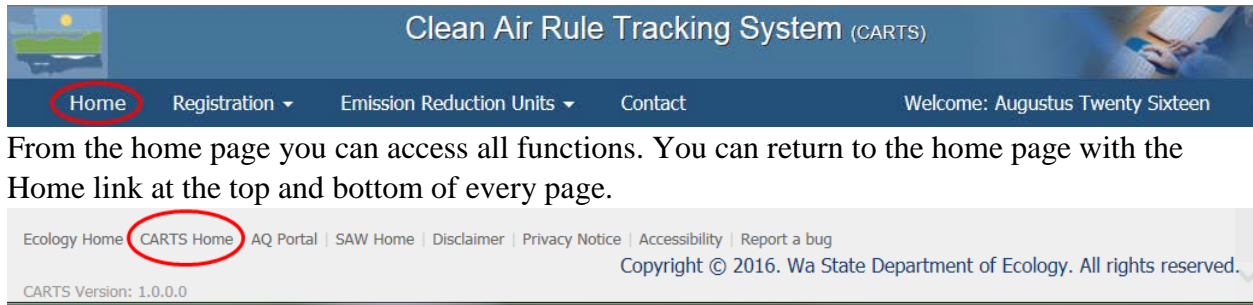 Clean Air Rule Tracking System (CARTS)
Home Registration Emission Reduction Units Contact Welcome: Augustus Twenty Sixteen
From the home page you can access all functions. You can return to the home page with the
Home link at the top and bottom of every page.
Ecology Home CARTS Home AQ Portal | SAW Home | Disclaimer | Privacy Notice | Accessibility | Report a bug
Copyright © 2016. Wa State Department of Ecology. All rights reserved.
CARTS Version: 1.0.0.0